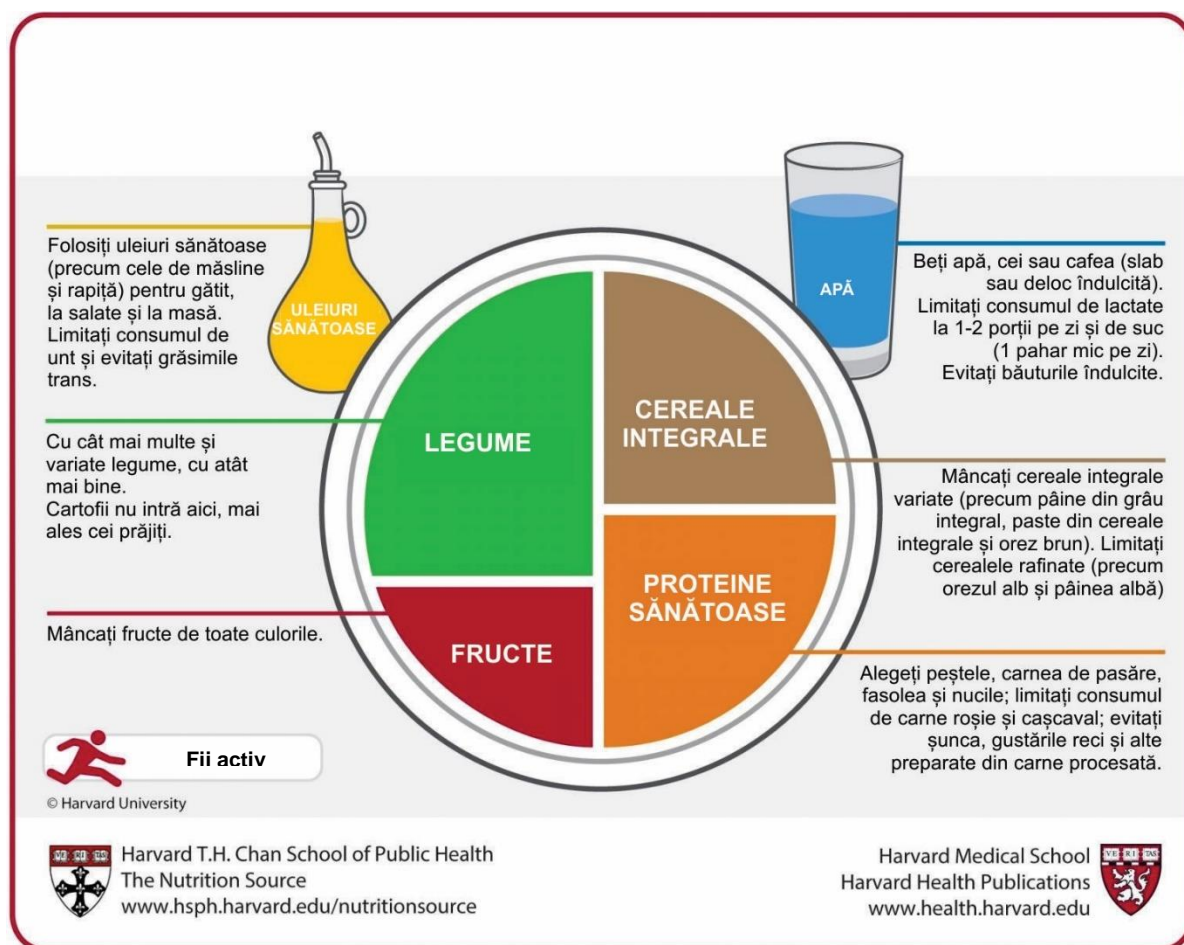 Folosiți uleiuri sănătoase
(precum cele de măsline
și rapiță) pentru gătit,
la salate și la masă.
Limitați consumul de
unt și evitați grăsimile
trans.
ULEIURI
SĂNĂTOASE
APĂ
Beți apă, cei sau cafea (slab
sau deloc îndulcită).
Limitați consumul de lactate
la 1-2 porții pe zi și de suc
(1 pahar mic pe zi).
Evitați băuturile îndulcite.
Cu cât mai multe și
variate legume, cu atât
mai bine.
Cartofii nu intră aici, mai
ales cei prăjiți.
LEGUME
CEREALE
INTEGRALE
Mâncați cereale integrale
variate (precum pâine din grâu
integral, paste din cereale
integrale și orez brun). Limitați
cerealele rafinate (precum
orezul alb și pâinea albă)
Mâncați fructe de toate culorile.
FRUCTE
PROTEINE
SĂNĂTOASE
Alegeți peștele, carnea de pasăre,
fasolea și nucile; limitați consumul
de carne roșie și cașcaval; evitați
șunca, gustările reci și alte
preparate din carne procesată.
Fii activ
© Harvard University
Harvard T.H. Chan School of Public Health
The Nutrition Source
www.hsph.harvard.edu/nutritionsource
Harvard Medical School
Harvard Health Publications
www.health.harvard.edu
VE RI TAS